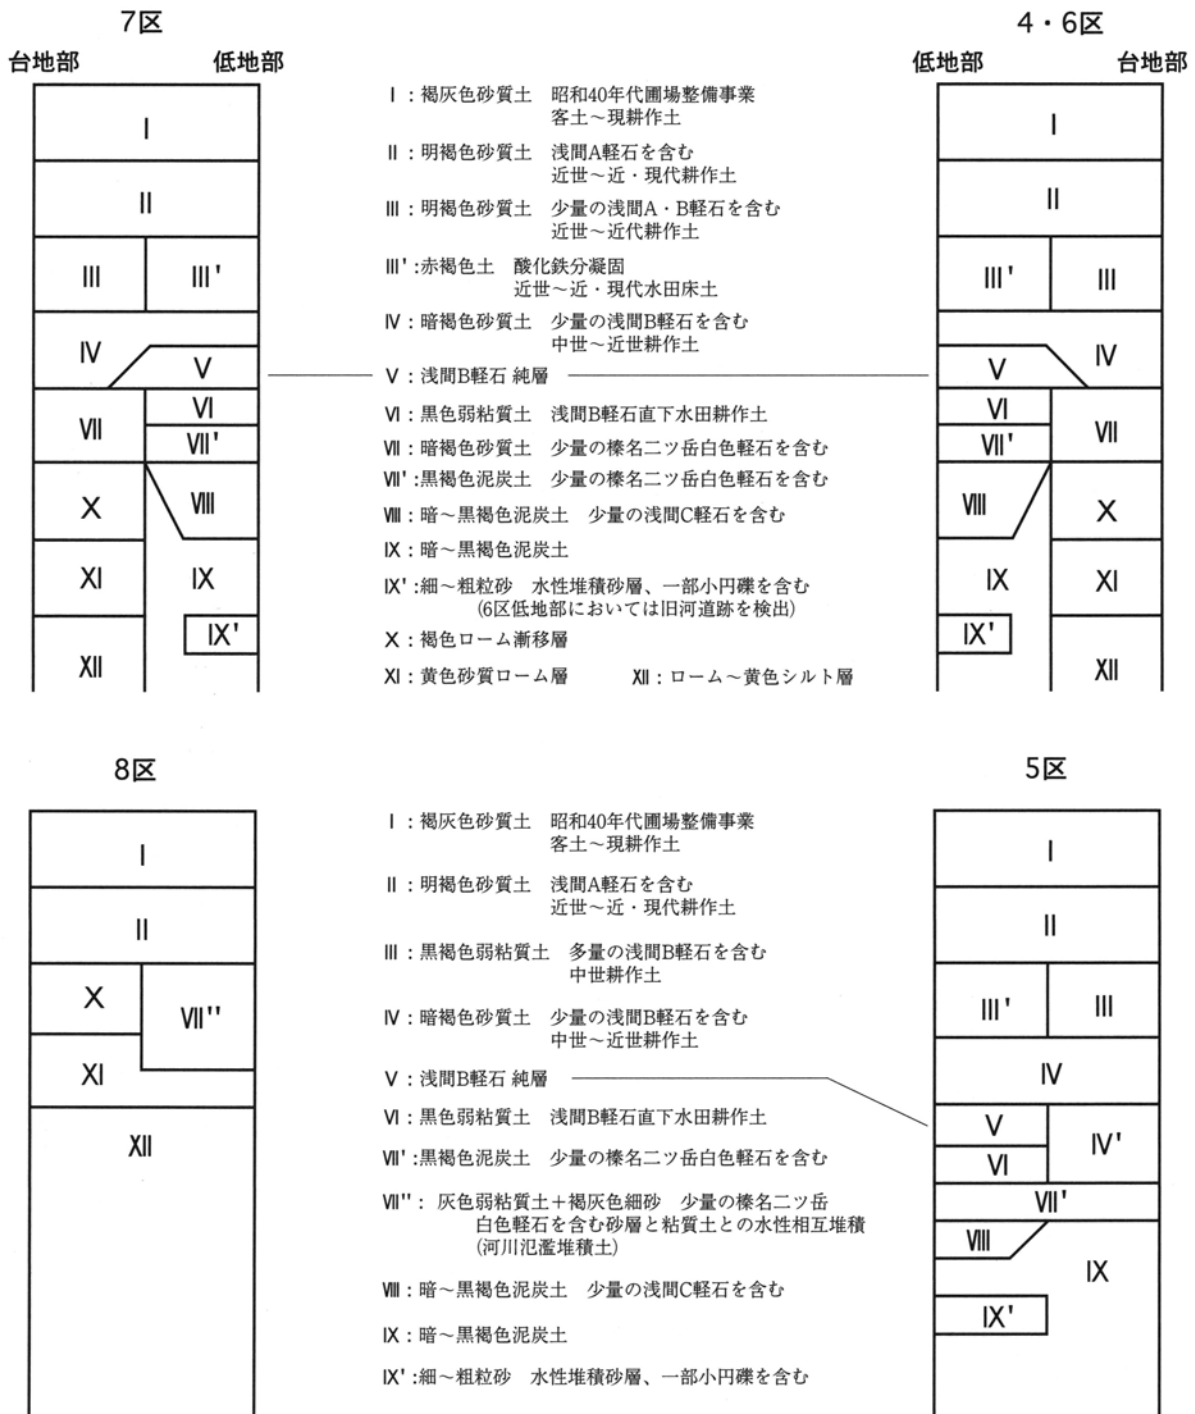 7区
台地部 低地部
I
II
III III'
IV
V
VI
VII
VII'
VIII
X
XI
IX
IX'
XII
I : 褐灰色砂質土 昭和40年代圃場整備事業
客土～現耕作土
II : 明褐色砂質土 浅間A軽石を含む
近世～近・現代耕作土
III : 明褐色砂質土 少量の浅間A・B軽石を含む
近世～近代耕作土
III' : 赤褐色土 酸化鉄分凝固
近世～近・現代水田床土
IV : 暗褐色砂質土 少量の浅間B軽石を含む
中世～近世耕作土
V : 浅間B軽石 純層
VI : 黒色弱粘質土 浅間B軽石直下水田耕作土
VII : 暗褐色砂質土 少量の榛名二ツ岳白色軽石を含む
VII' : 黒褐色泥炭土 少量の榛名二ツ岳白色軽石を含む
VIII : 暗～黒褐色泥炭土 少量の浅間C軽石を含む
IX : 暗～黒褐色泥炭土
IX' : 細～粗粒砂 水性堆積砂層、一部小円礫を含む
(6区低地部においては旧河道跡を検出)
X : 褐色ローム漸移層
XI : 黄色砂質ローム層 XII : ローム～黄色シルト層
4・6区
低地部 台地部
I
II
III' III
IV
V
VI
VII
VII'
VIII
X
IX
XI
IX'
XII
8区
I
II
X
VII''
XI
XII
I : 褐灰色砂質土 昭和40年代圃場整備事業
客土～現耕作土
II : 明褐色砂質土 浅間A軽石を含む
近世～近・現代耕作土
III : 黒褐色弱粘質土 多量の浅間B軽石を含む
中世耕作土
IV : 暗褐色砂質土 少量の浅間B軽石を含む
中世～近世耕作土
V : 浅間B軽石 純層
VI : 黒色弱粘質土 浅間B軽石直下水田耕作土
VII' : 黒褐色泥炭土 少量の榛名二ツ岳白色軽石を含む
VII'' : 灰色弱粘質土＋褐灰色細砂 少量の榛名二ツ岳
白色軽石を含む砂層と粘質土との水性相互堆積
(河川氾濫堆積土)
VIII : 暗～黒褐色泥炭土 少量の浅間C軽石を含む
IX : 暗～黒褐色泥炭土
IX' : 細～粗粒砂 水性堆積砂層、一部小円礫を含む
5区
I
II
III' III
IV
V
IV'
VI
VII'
VIII
IX
IX'